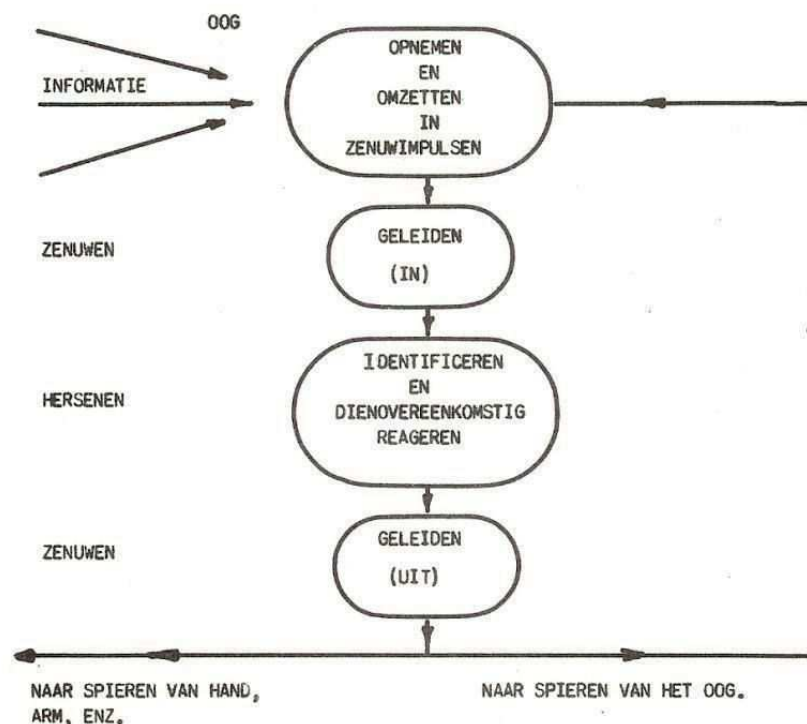 OOG
INFORMATIE
OPNEMEN
EN
OMZETTEN
IN
ZENUWIMPULSEN
ZENUWEN
GELEIDEN
(IN)
HERSENEN
IDENTIFICEREN
EN
DIENOVEREENKOMSTIG
REAGEREN
ZENUWEN
GELEIDEN
(UIT)
NAAR SPIEREN VAN HAND,
ARM, ENZ.
NAAR SPIEREN VAN HET OOG.